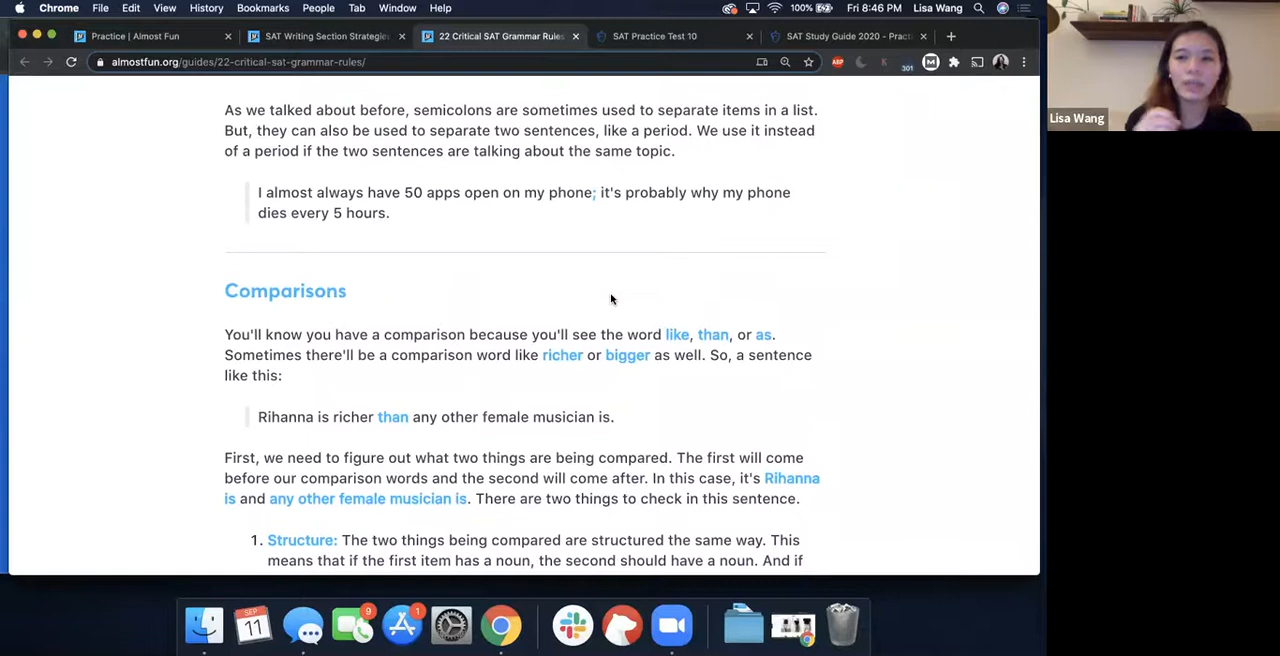 Chrome File Edit View History Bookmarks People Tab Window Help 100% Fri 8:46 PM Lisa Wang
Practice | Almost Fun SAT Writing Section Strategie 22 Critical SAT Grammar Rules SAT Practice Test 10 SAT Study Guide 2020 - Pract
almostfun.org/guides/22-critical-sat-grammar-rules/ ABP K 301 M
Lisa Wang
As we talked about before, semicolons are sometimes used to separate items in a list.
But, they can also be used to separate two sentences, like a period. We use it instead
of a period if the two sentences are talking about the same topic.
I almost always have 50 apps open on my phone; it's probably why my phone
dies every 5 hours.
Comparisons
You'll know you have a comparison because you'll see the word like, than, or as.
Sometimes there'll be a comparison word like richer or bigger as well. So, a sentence
like this:
Rihanna is richer than any other female musician is.
First, we need to figure out what two things are being compared. The first will come
before our comparison words and the second will come after. In this case, it's Rihanna
is and any other female musician is. There are two things to check in this sentence.
1. Structure: The two things being compared are structured the same way. This
means that if the first item has a noun, the second should have a noun. And if
SEP
11
9
1